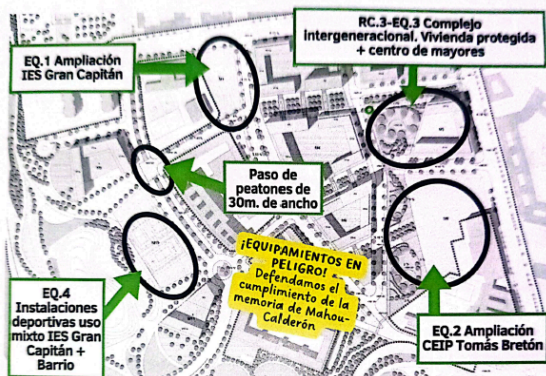 RC.3-EQ.3 Complejo
intergeneracional. Vivienda protegida
+ centro de mayores
EQ.1 Ampliación
IES Gran Capitán
Paso de
peatones de
30m. de ancho
¡EQUIPAMIENTOS EN
PELIGRO!
Defendamos el
cumplimiento de la
memoria de Mahou-
Calderón
EQ.4
Instalaciones
deportivas uso
mixto IES Gran
Capitán +
Barrio
EQ.2 Ampliación
CEIP Tomás Bretón